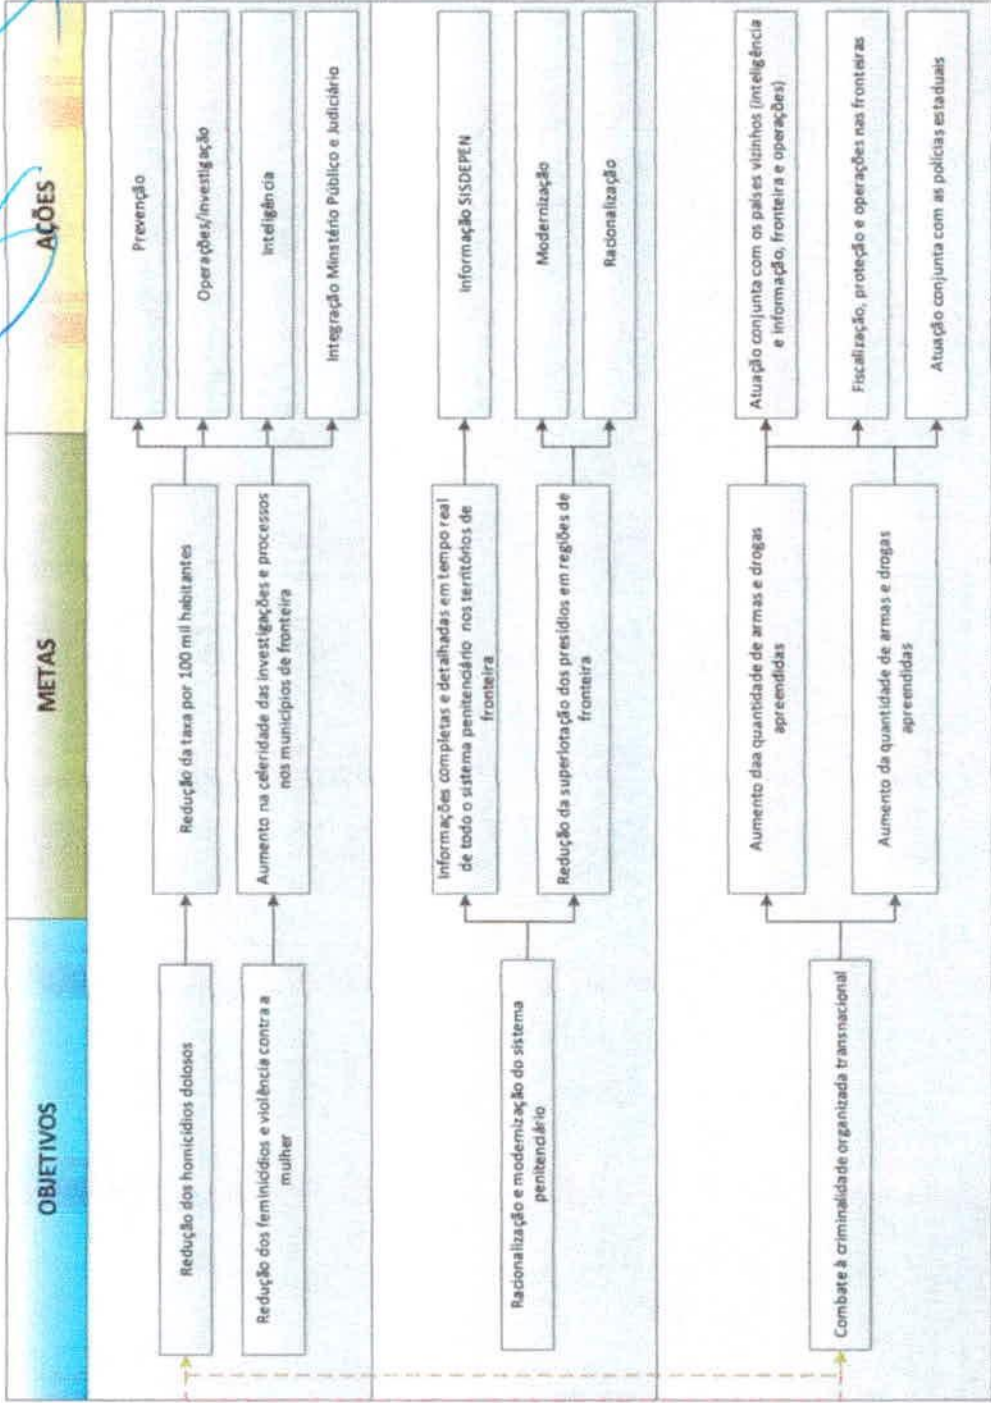 OBJETIVOS
METAS
AÇÕES
Redução dos homicídios dolosos
Redução dos feminicídios e violência contra a
mulher
Redução da taxa por 100 mil habitantes
Aumento na celeridade das investigações e processos
nos municípios de fronteira
Prevenção
Operações/Investigação
Inteligência
Integração Minstério Público e Judiciário
Racionalização e modernização do sistema
penitendário
Informações completas e detalhadas em tempo real
de todo o sistema penitendário nos territórios de
fronteira
Redução da superlotação dos presídios em regiões de
fronteira
Informação SISDEPEN
Modernização
Racionalização
Combate à criminalidade organizada transnacional
Aumento daa quantidade de armas e drogas
apreendidas
Aumento da quantidade de armas e drogas
apreendidas
Atuação conjunta com os países vizinhos (inteligência
e informação, fronteira e operações)
Fiscalização, proteção e operações nas fronteiras
Atuação conjunta com as polícias estaduais